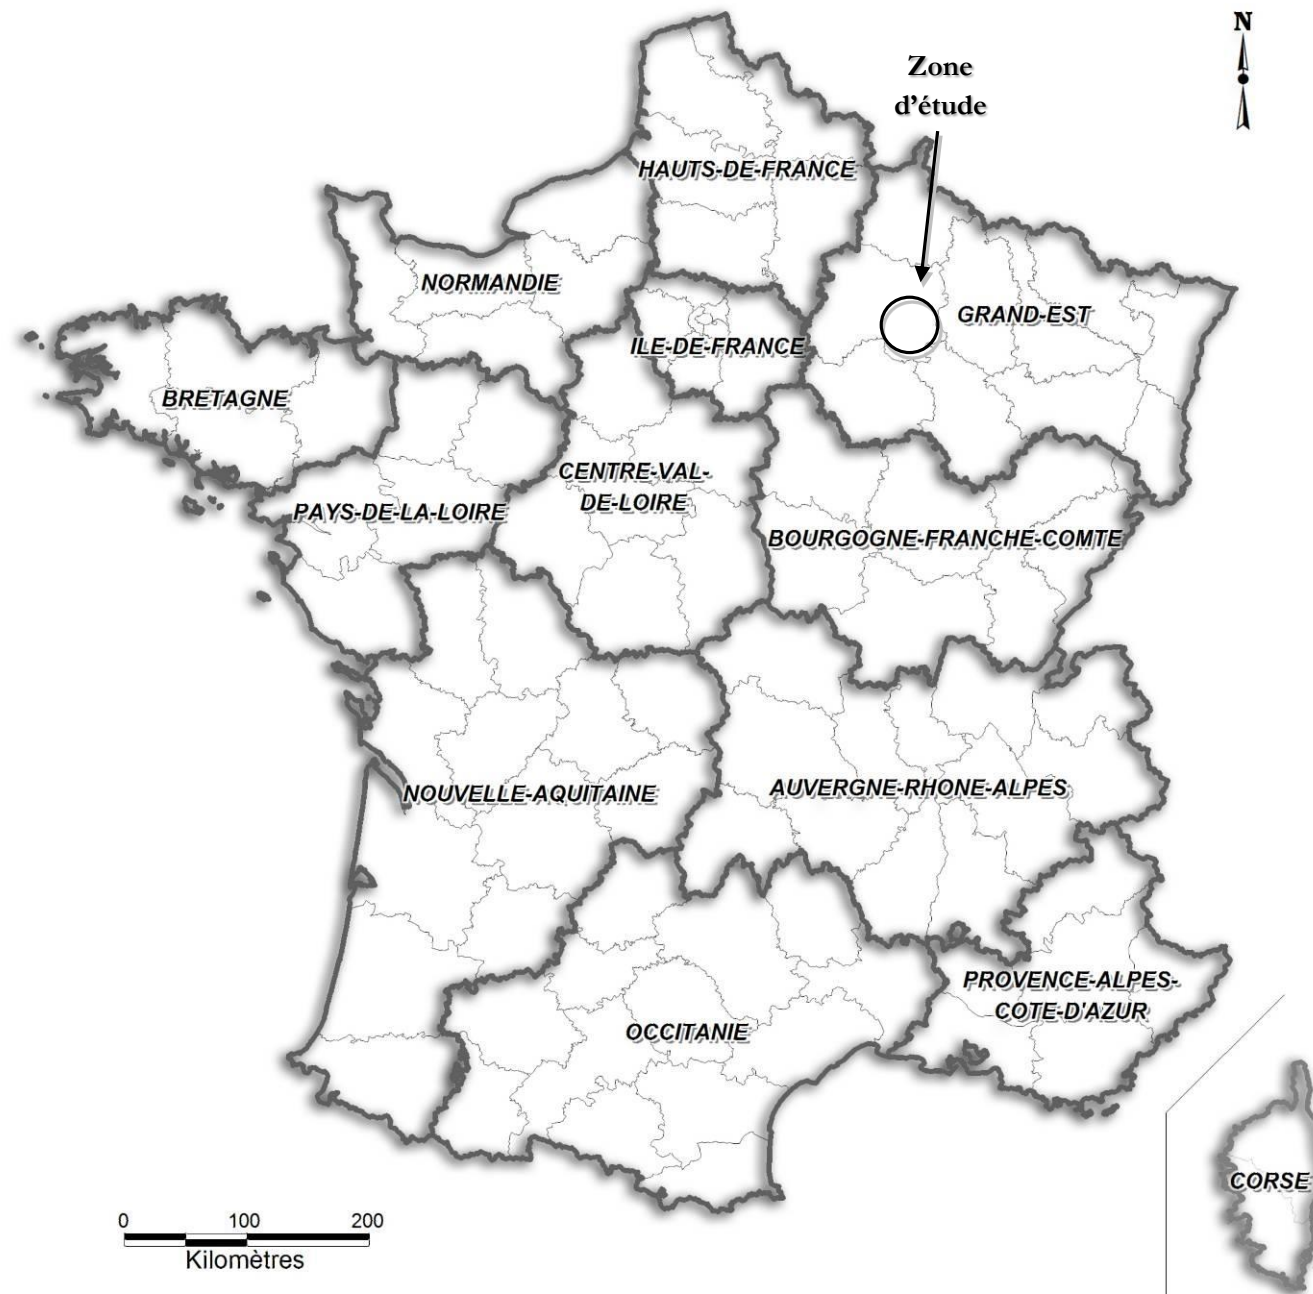 N
Zone
d'étude
HAUTS-DE-FRANCE
NORMANDIE
GRAND-EST
ILE-DE-FRANCE
BRETAGNE
CENTRE-VAL-
DE-LOIRE
PAYS-DE-LA-LOIRE
BOURGOGNE-FRANCHE-COMTE
NOUVELLE-AQUITAINE
AUVERGNE-RHONE-ALPES
PROVENCE-ALPES-
COTE-D'AZUR
OCCITANIE
CORSE
0 100 200
Kilomètres